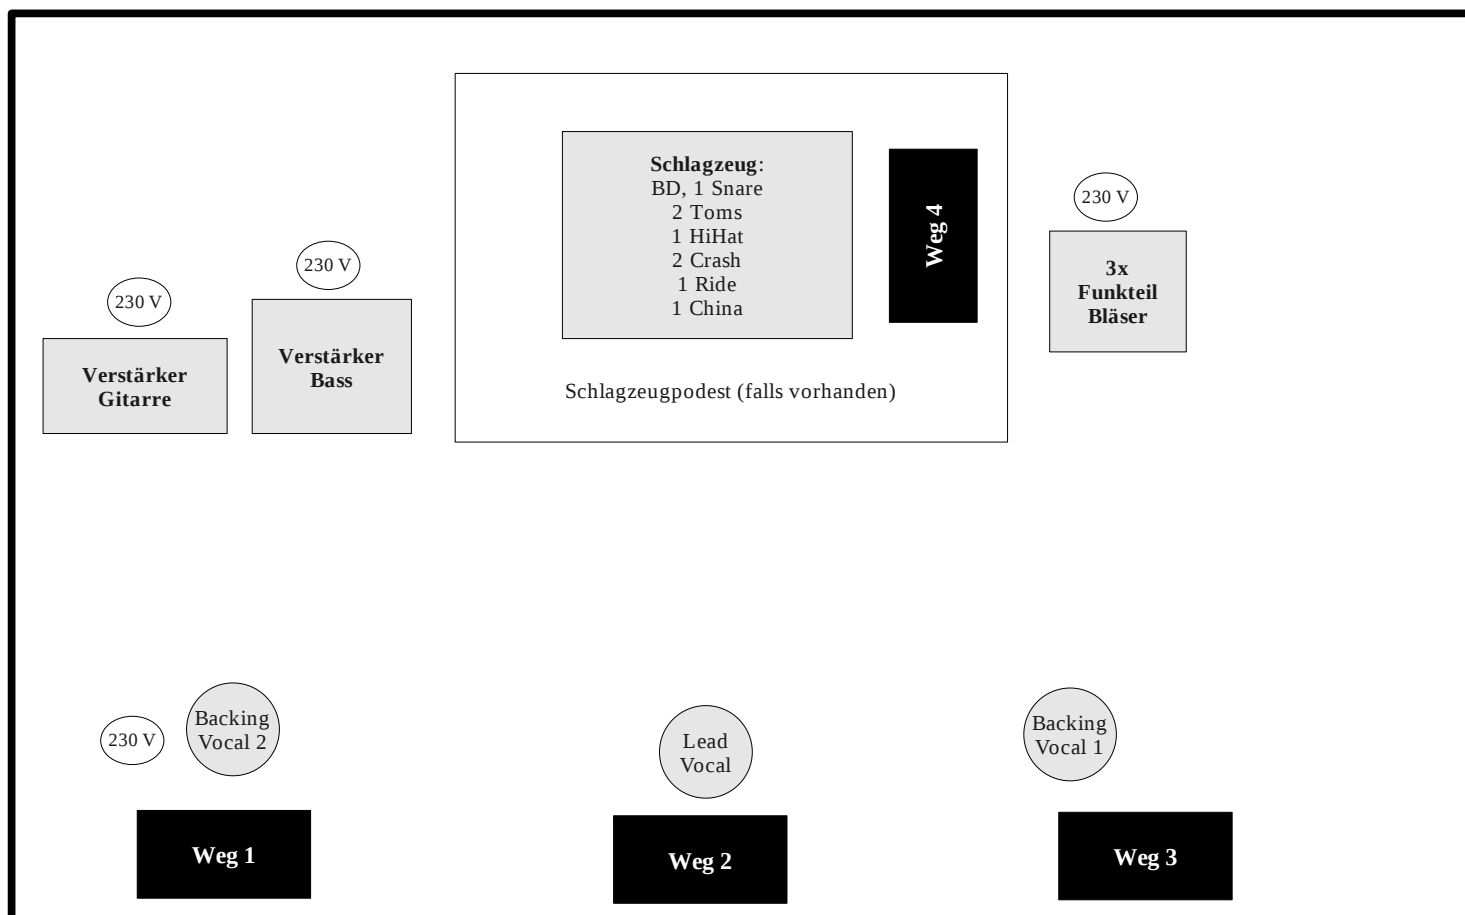 Schlagzeug:
BD, 1 Snare
2 Toms
1 HiHat
2 Crash
1 Ride
1 China
Weg 4
Schlagzeugpodest (falls vorhanden)
230 V
3x
Funkteil
Bläser
230 V
Verstärker
Bass
230 V
Verstärker
Gitarre
230 V
Backing
Vocal 2
Lead
Vocal
Backing
Vocal 1
Weg 1
Weg 2
Weg 3